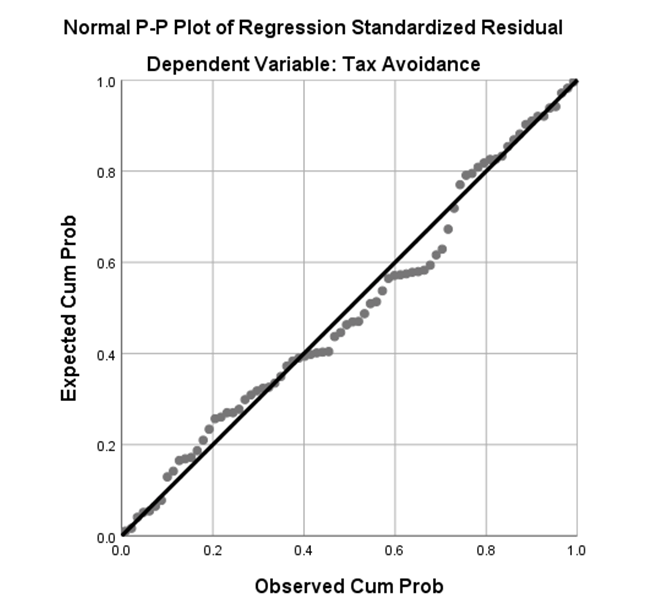 Normal P-P Plot of Regression Standardized Residual
Dependent Variable: Tax Avoidance
1.0
0.8
0.6
0.4
0.2
0.0
0.0 0.2 0.4 0.6 0.8 1.0
Expected Cum Prob
Observed Cum Prob